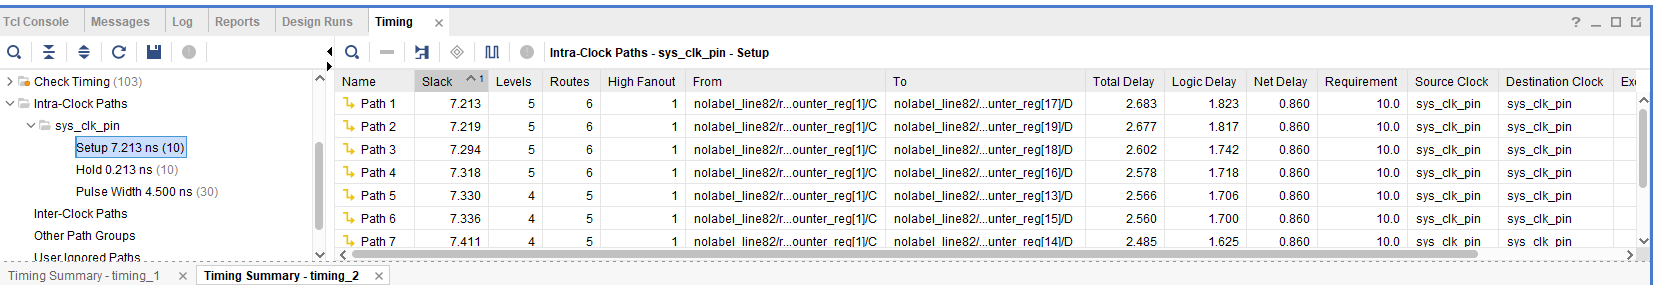 Tcl Console Messages Log Reports Design Runs Timing
Intra-Clock Paths - sys_clk_pin - Setup
Check Timing (103)
Intra-Clock Paths
sys_clk_pin
Setup 7.213 ns (10)
Hold 0.213 ns (10)
Pulse Width 4.500 ns (30)
Inter-Clock Paths
Other Path Groups
User Ignored Paths
Name Slack 1 Levels Routes High Fanout From To Total Delay Logic Delay Net Delay Requirement Source Clock Destination Clock Exc
Path 1 7.213 5 6 1 nolabel_line82/r...ounter_reg[1]/C nolabel_line82/...unter_reg[17]/D 2.683 1.823 0.860 10.0 sys_clk_pin sys_clk_pin
Path 2 7.219 5 6 1 nolabel_line82/r...ounter_reg[1]/C nolabel_line82/...unter_reg[19]/D 2.677 1.817 0.860 10.0 sys_clk_pin sys_clk_pin
Path 3 7.294 5 6 1 nolabel_line82/r...ounter_reg[1]/C nolabel_line82/...unter_reg[18]/D 2.602 1.742 0.860 10.0 sys_clk_pin sys_clk_pin
Path 4 7.318 5 6 1 nolabel_line82/r...ounter_reg[1]/C nolabel_line82/...unter_reg[16]/D 2.578 1.718 0.860 10.0 sys_clk_pin sys_clk_pin
Path 5 7.330 4 5 1 nolabel_line82/r...ounter_reg[1]/C nolabel_line82/...unter_reg[13]/D 2.566 1.706 0.860 10.0 sys_clk_pin sys_clk_pin
Path 6 7.336 4 5 1 nolabel_line82/r...ounter_reg[1]/C nolabel_line82/...unter_reg[15]/D 2.560 1.700 0.860 10.0 sys_clk_pin sys_clk_pin
Path 7 7.411 4 5 1 nolabel_line82/r...ounter_reg[1]/C nolabel_line82/...unter_reg[14]/D 2.485 1.625 0.860 10.0 sys_clk_pin sys_clk_pin
Timing Summary - timing_1 Timing Summary - timing_2